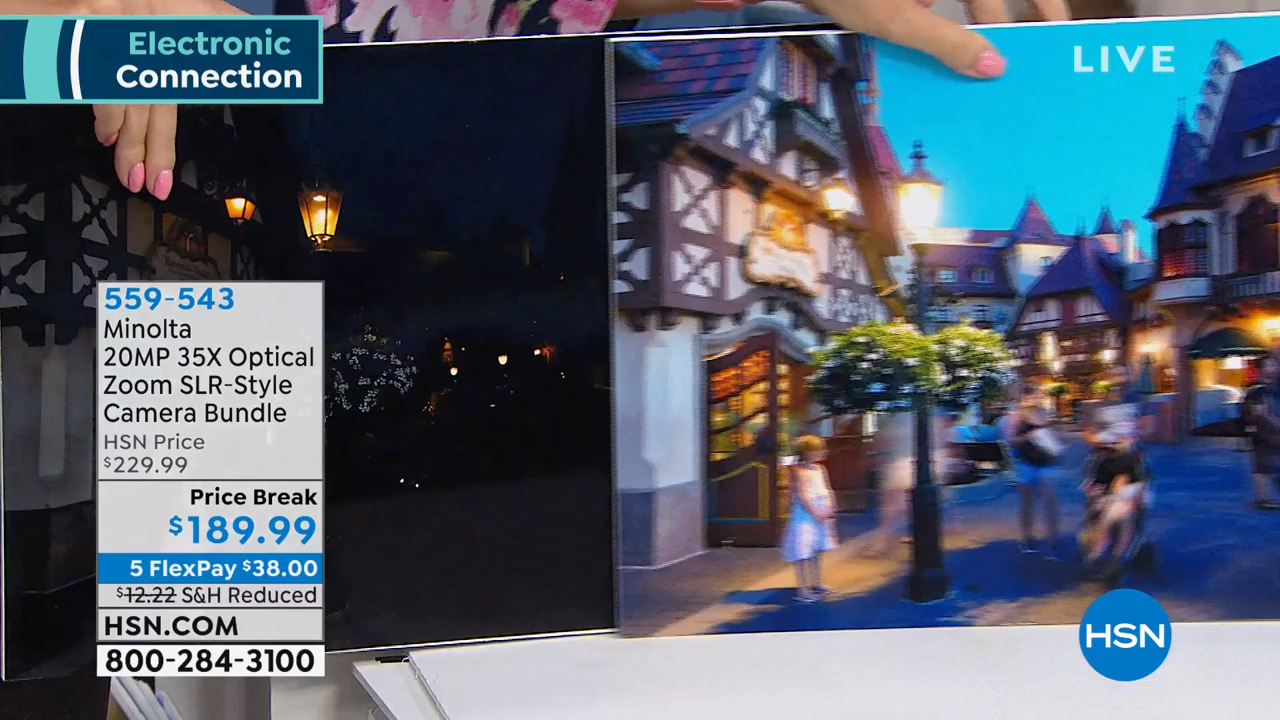 Electronic
Connection
LIVE
559-543
Minolta
20MP 35X Optical
Zoom SLR-Style
Camera Bundle
HSN Price
$229.99
Price Break
$189.99
5 FlexPay $38.00
$12.22 S&H Reduced
HSN.COM
800-284-3100
HSN